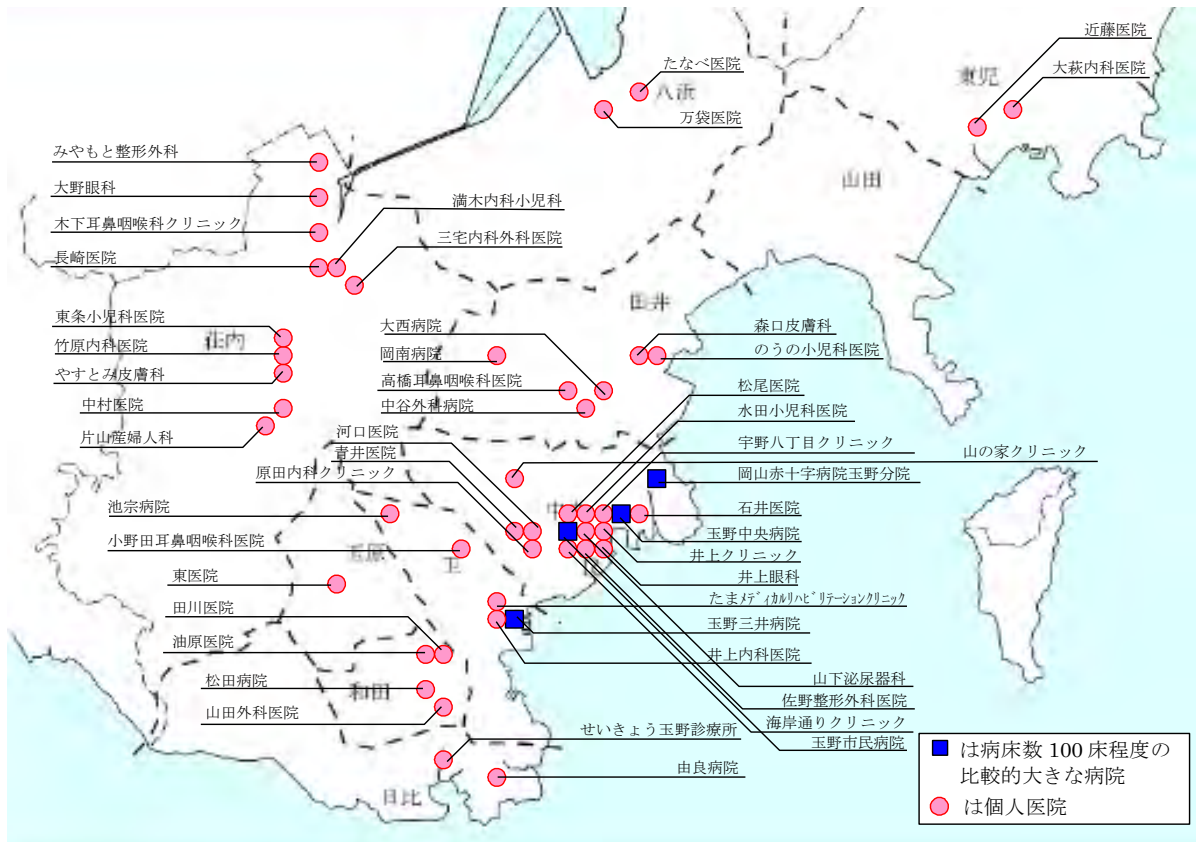 近藤医院
大萩内科医院
東児
たなべ医院
八浜
万袋医院
みやもと整形外科
大野眼科
山田
満木内科小児科
木下耳鼻咽喉科クリニック
三宅内科外科医院
長崎医院
田井
東条小児科医院
荘内
竹原内科医院
やすとみ皮膚科
中村医院
片山産婦人科
大西病院
岡南病院
高橋耳鼻咽喉科医院
中谷外科病院
森口皮膚科
のうの小児科医院
松尾医院
水田小児科医院
宇野八丁目クリニック
山の家クリニック
岡山赤十字病院玉野分院
河口医院
青井医院
原田内科クリニック
池宗病院
石井医院
玉野中央病院
小野田耳鼻咽喉科医院
玉
井上クリニック
井上眼科
東医院
たまメディカルリハビリテーションクリニック
田川医院
玉野三井病院
油原医院
井上内科医院
松田病院
和田
山下泌尿器科
山田外科医院
佐野整形外科医院
せいきょう玉野診療所
海岸通りクリニック
玉野市民病院
由良病院
日比
は病床数 100 床程度の
比較的大きな病院
は個人医院